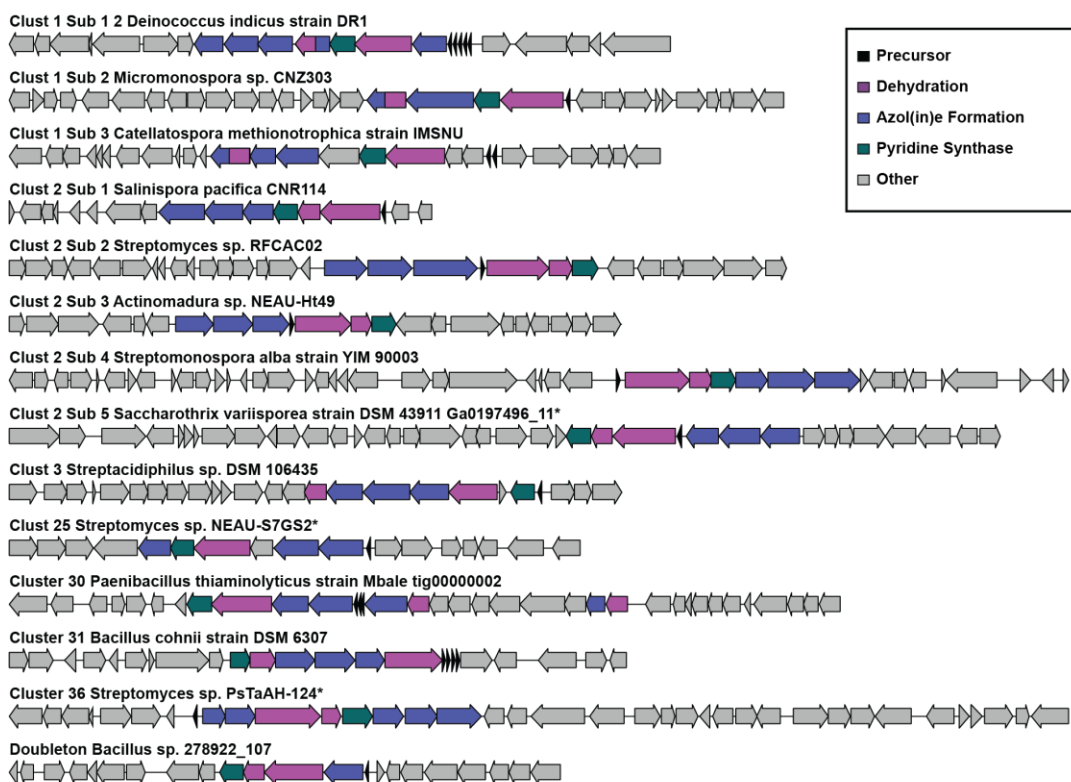 Clust 1 Sub 1 2 Deinococcus indicus strain DR1
Clust 1 Sub 2 Micromonospora sp. CNZ303
Clust 1 Sub 3 Catellatospora methionotrophica strain IMSNU
Clust 2 Sub 1 Salinispora pacifica CNR114
Clust 2 Sub 2 Streptomyces sp. RFCAC02
Clust 2 Sub 3 Actinomadura sp. NEAU-Ht49
Clust 2 Sub 4 Streptomonospora alba strain YIM 90003
Clust 2 Sub 5 Saccharothrix variisporea strain DSM 43911 Ga0197496_11*
Clust 3 Streptacidiphilus sp. DSM 106435
Clust 25 Streptomyces sp. NEAU-S7GS2*
Cluster 30 Paenibacillus thiaminolyticus strain Mbale tig00000002
Cluster 31 Bacillus cohnii strain DSM 6307
Cluster 36 Streptomyces sp. PsTaAH-124*
Doubleton Bacillus sp. 278922_107
Precursor
Dehydration
Azol(in)e Formation
Pyridine Synthase
Other